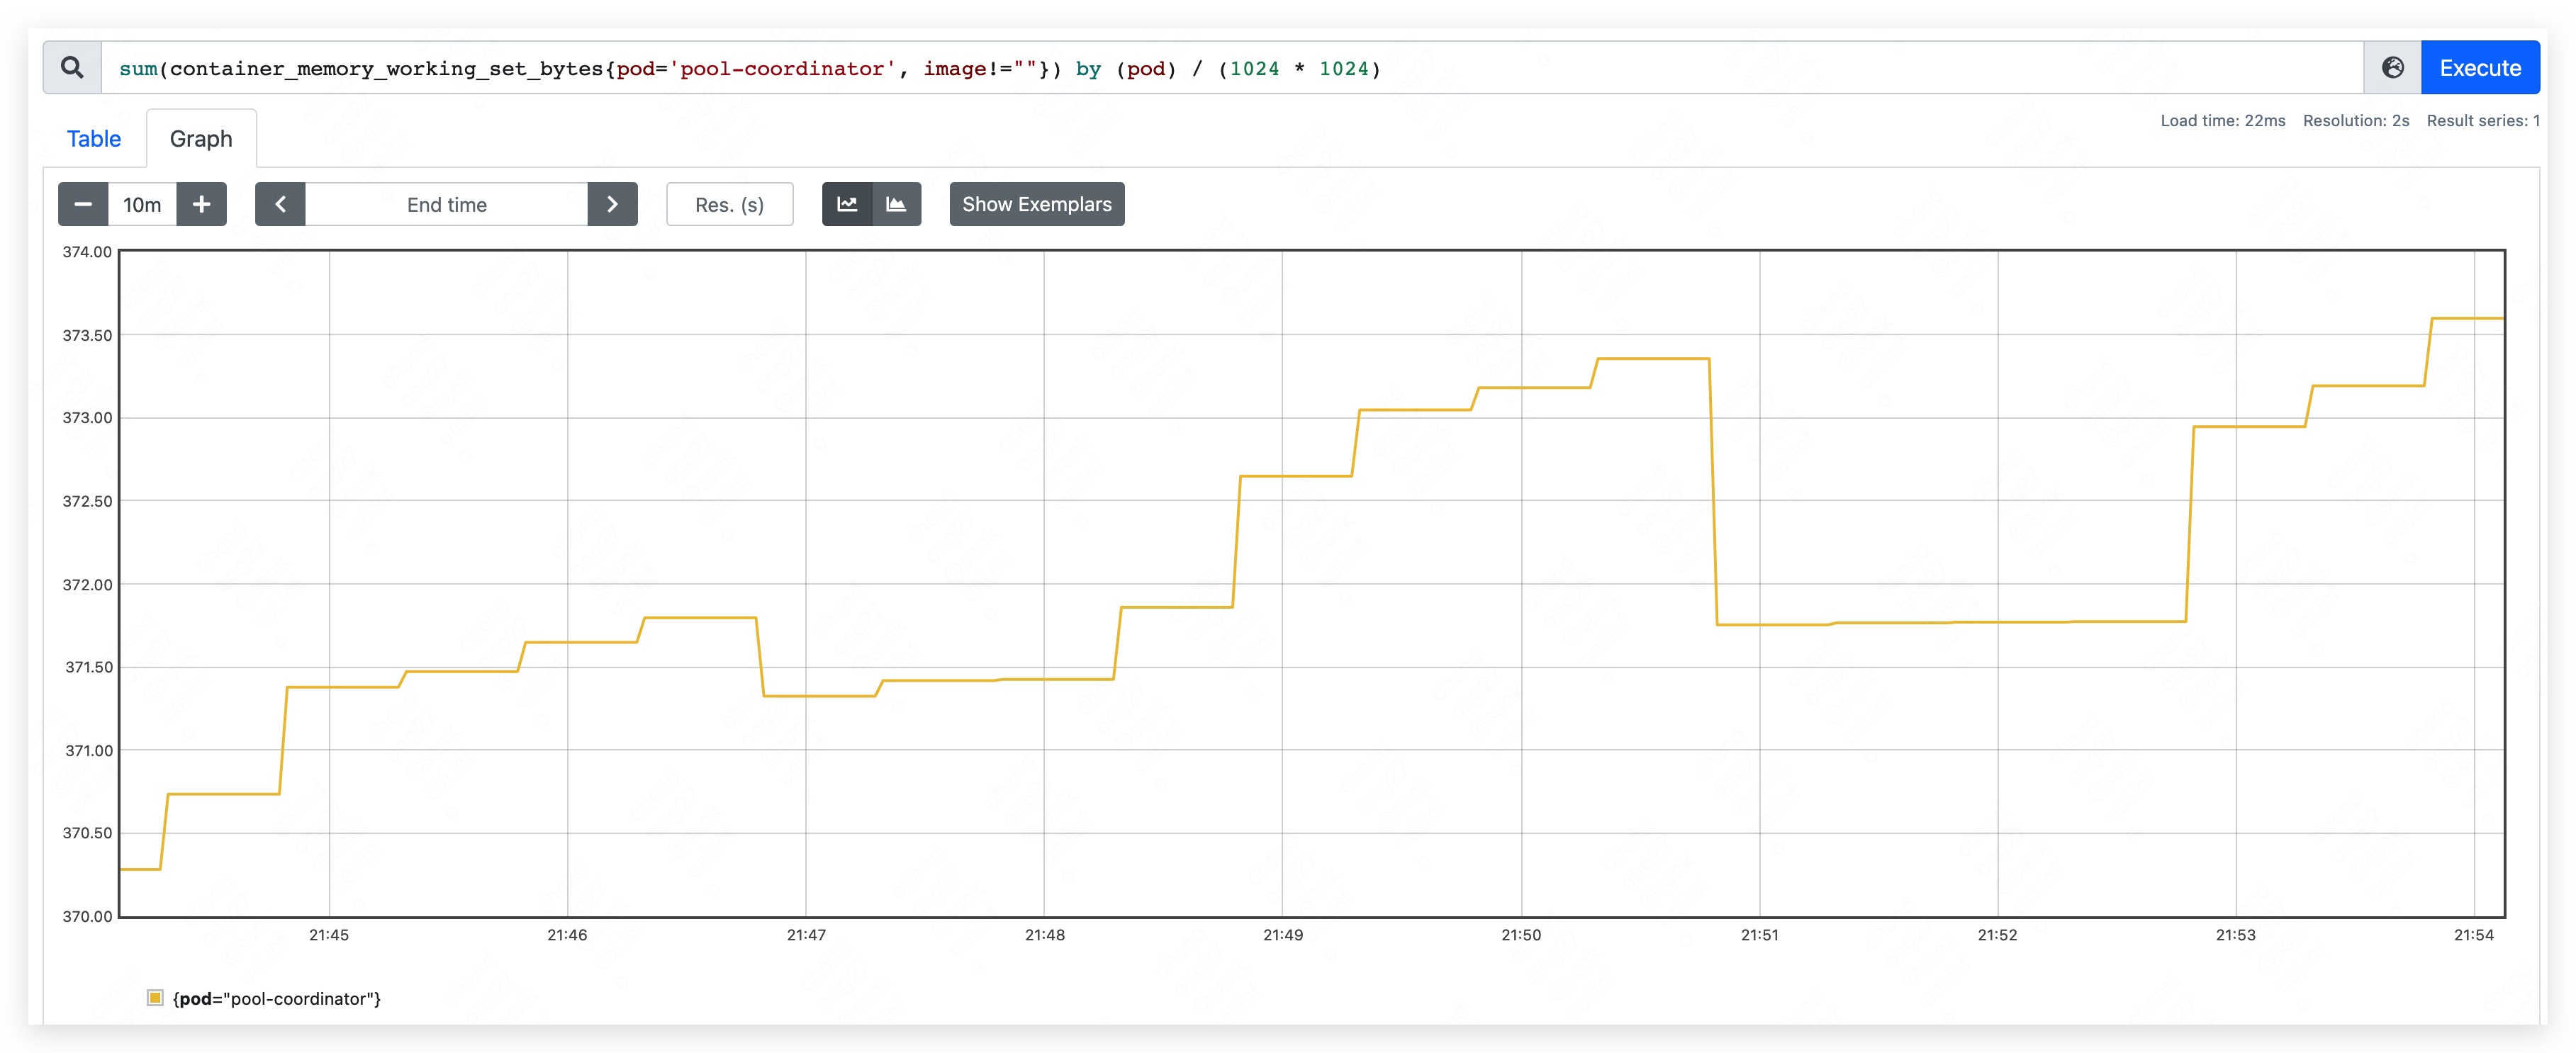 sum(container_memory_working_set_bytes{pod='pool-coordinator', image!=""}) by (pod) / (1024 * 1024)
Execute
Table
Graph
Load time: 22ms Resolution: 2s Result series: 1
10m
End time
Res. (s)
Show Exemplars
374.00
373.50
373.00
372.50
372.00
371.50
371.00
370.50
370.00
21:45 21:46 21:47 21:48 21:49 21:50 21:51 21:52 21:53 21:54
{pod="pool-coordinator"}